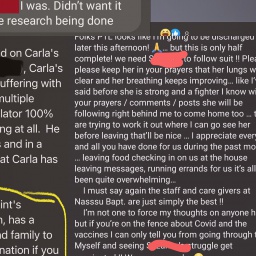 I was. Didn't want it
e research being done
d on Carla's
, Carla's
uffering with
multiple
lator 100%
ng at all. He
s and in a
at Carla has
int's
n, has a
nd family to
nation if you
Folks PTL looks like I'm going to be discharged
later this afternoon! 🙏 .. but this is only half
complete! we need S to follow suit !! Plea
please keep her in your prayers that her lungs w
clear and her breathing keeps improving... like I'
said before she is strong and a fighter I know wi
your prayers / comments / posts she will be
following right behind me to come home too ... t
are trying to work it out where I can go see her
before leaving that'll be nice ... I appreciate every
and all you have done for us during the past mo
... leaving food checking in on us at the house
leaving messages, running errands for us it's all
been quite overwhelming...
I must say again the staff and care givers at
Nasssu Bapt. are just simply the best !!
I'm not one to force my thoughts on anyone h
but if you're on the fence about Covid and the
vaccines I can only tell you from going through t
Myself and seeing S struggle get